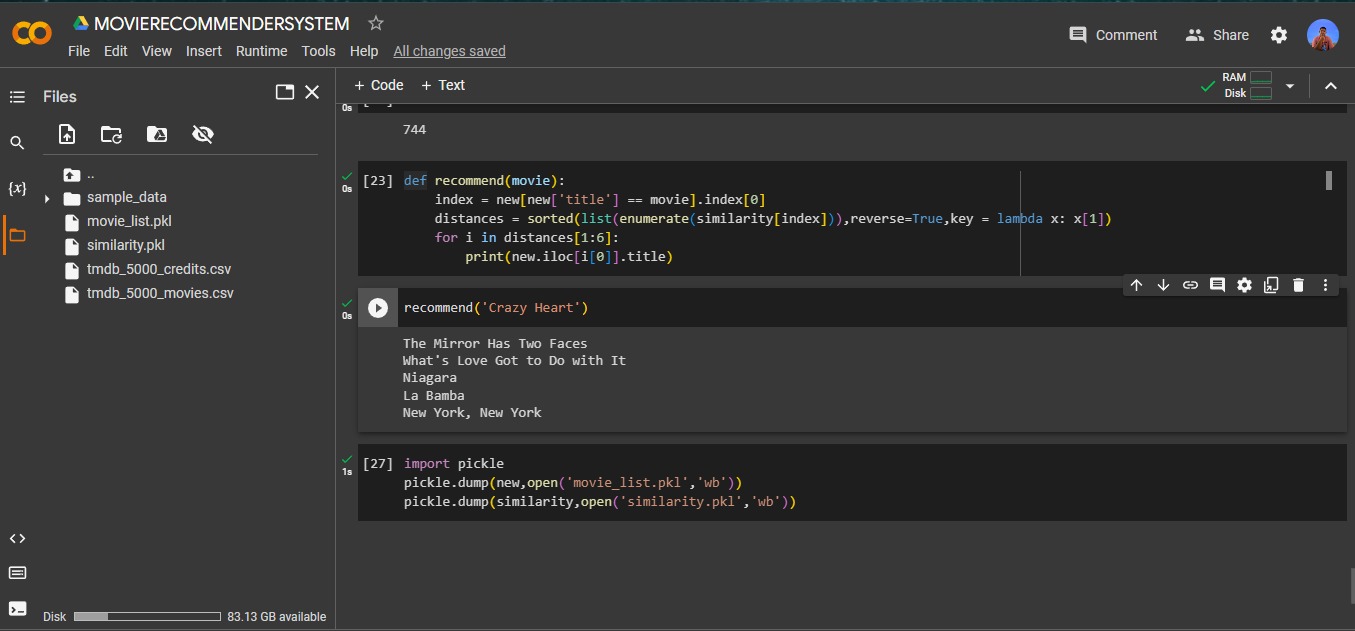 MOVIERECOMMENDERSYSTEM
File Edit View Insert Runtime Tools Help All changes saved
Comment Share
Files
+ Code + Text
RAM
Disk
..
sample_data
movie_list.pkl
similarity.pkl
tmdb_5000_credits.csv
tmdb_5000_movies.csv
{x}
Disk 83.13 GB available
0s
744
0s
[23] def recommend(movie):
index = new[new['title'] == movie].index[0]
distances = sorted(list(enumerate(similarity[index])),reverse=True,key = lambda x: x[1])
for i in distances[1:6]:
print(new.iloc[i[0]].title)
0s
recommend('Crazy Heart')
The Mirror Has Two Faces
What's Love Got to Do with It
Niagara
La Bamba
New York, New York
1s
[27] import pickle
pickle.dump(new,open('movie_list.pkl','wb'))
pickle.dump(similarity,open('similarity.pkl','wb'))